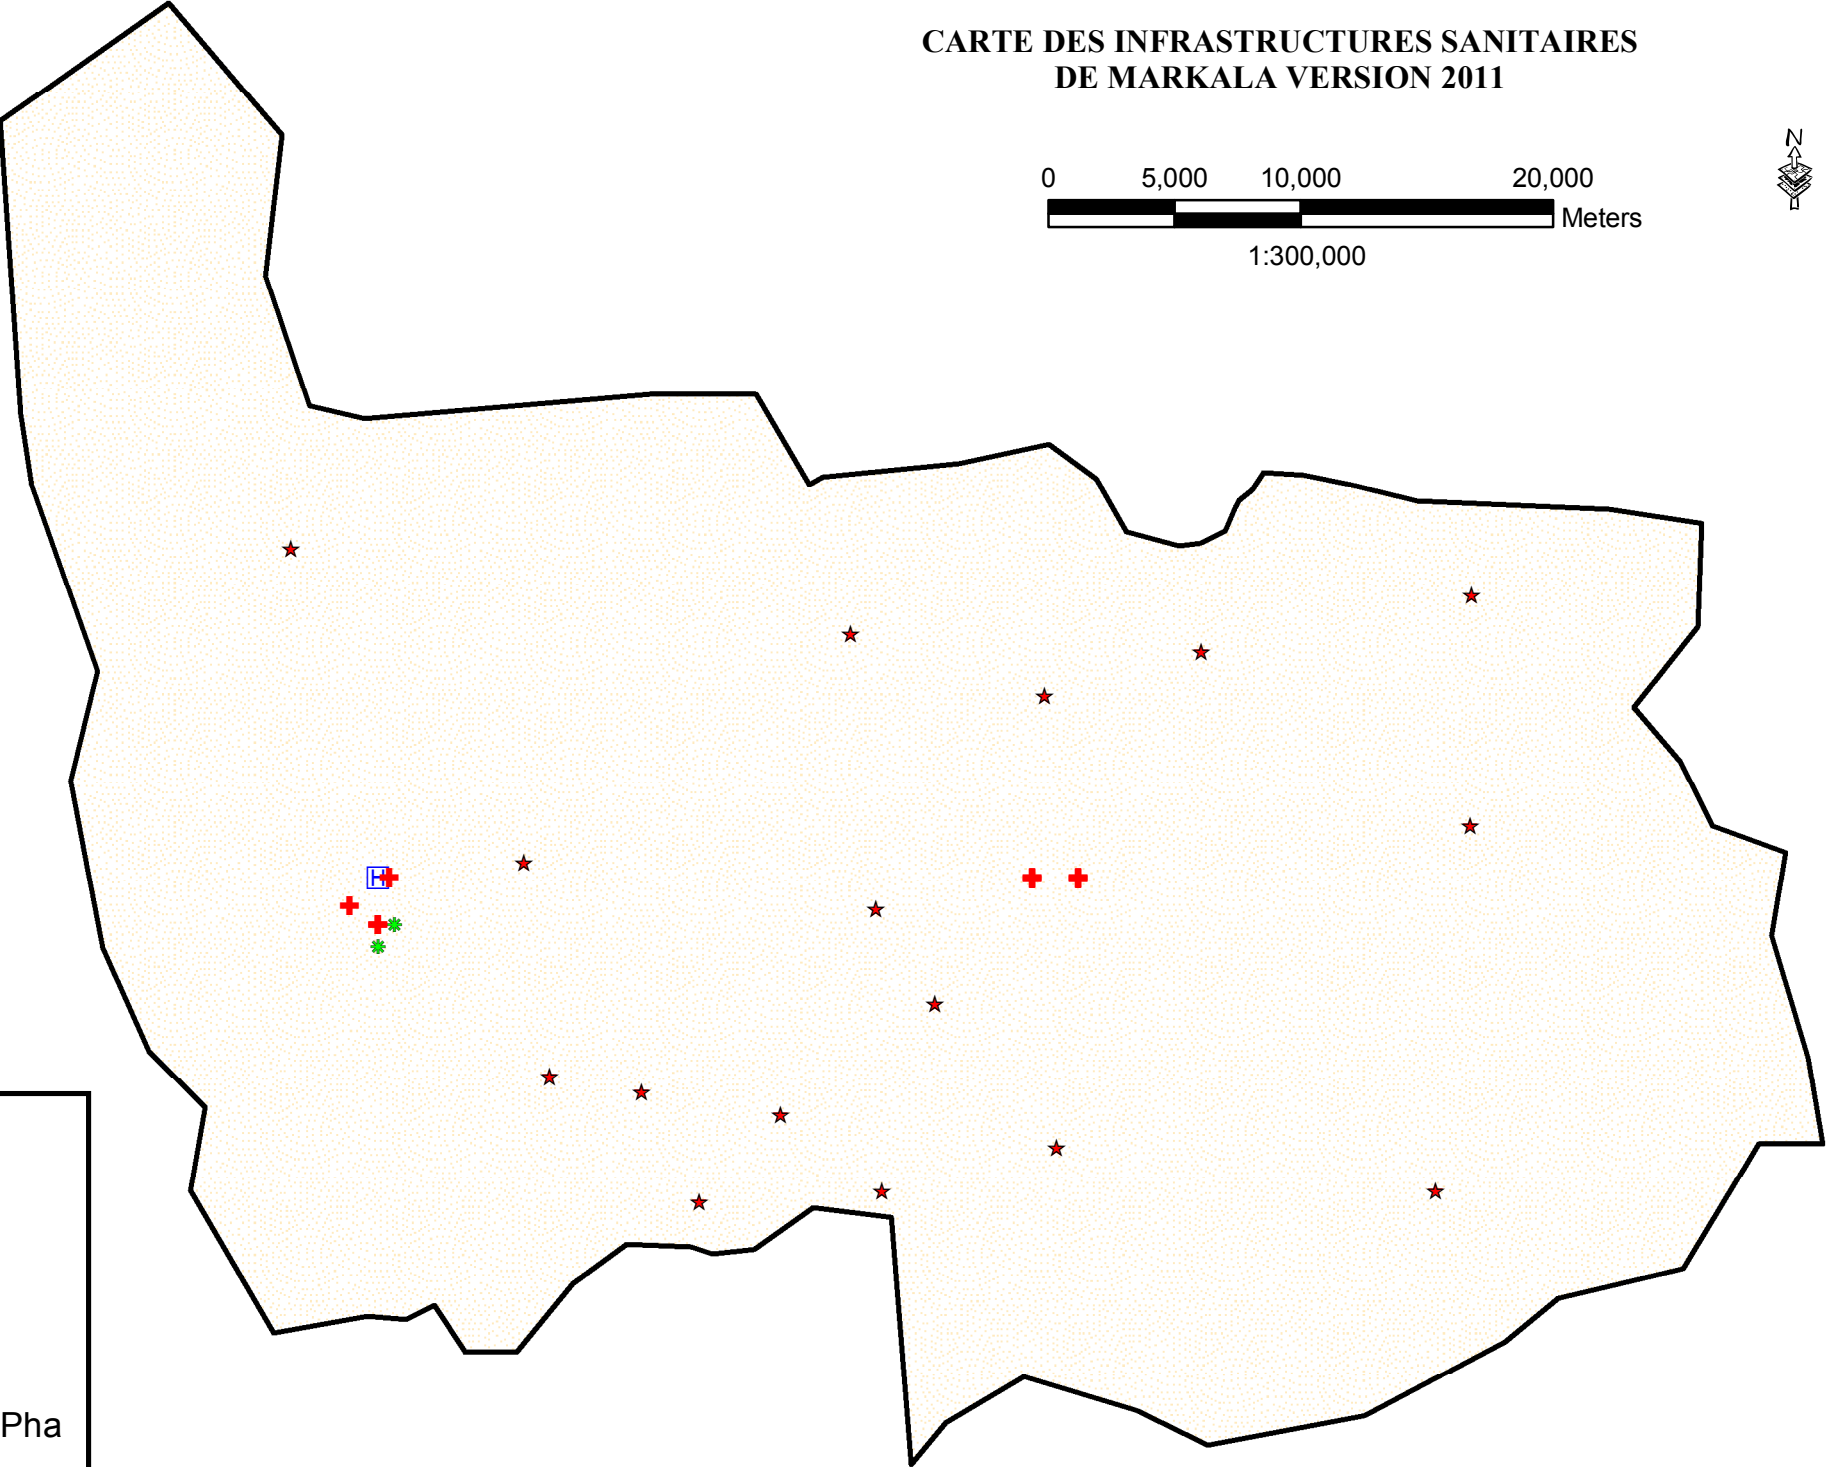 CARTE DES INFRASTRUCTURES SANITAIRES
DE MARKALA VERSION 2011
N
0 5,000 10,000 20,000
Meters
1:300,000
H
Pha